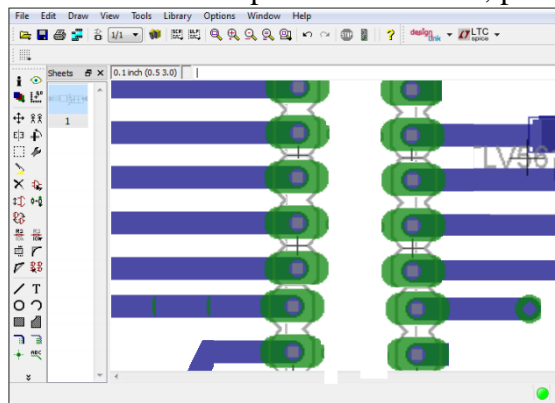 File Edit Draw View Tools Library Options Window Help
1/1
design
LTC
spice
Sheets
0.1 inch (0.5 3.0)
1
T
ABC